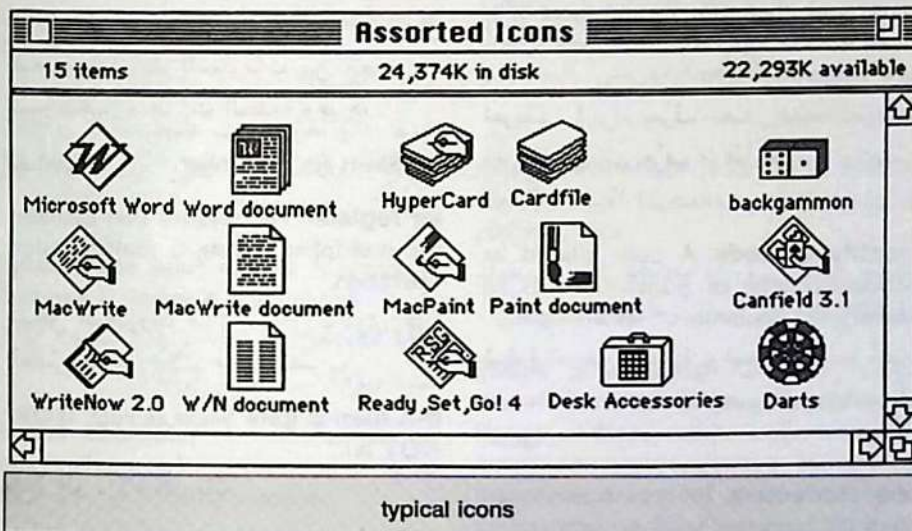 Assorted Icons
15 items 24,374K in disk 22,293K available
Microsoft Word Word document HyperCard Cardfile backgammon
MacWrite MacWrite document MacPaint Paint document Canfield 3.1
WriteNow 2.0 W/N document Ready,Set,Go! 4 Desk Accessories Darts
typical icons